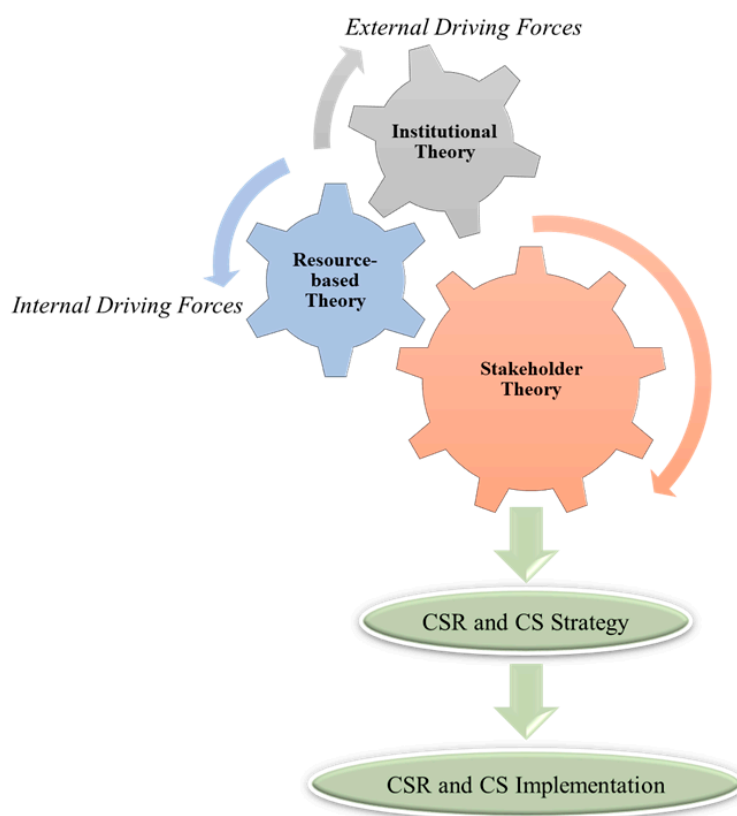 External Driving Forces
Institutional
Theory
Resource-
based
Theory
Internal Driving Forces
Stakeholder
Theory
CSR and CS Strategy
CSR and CS Implementation